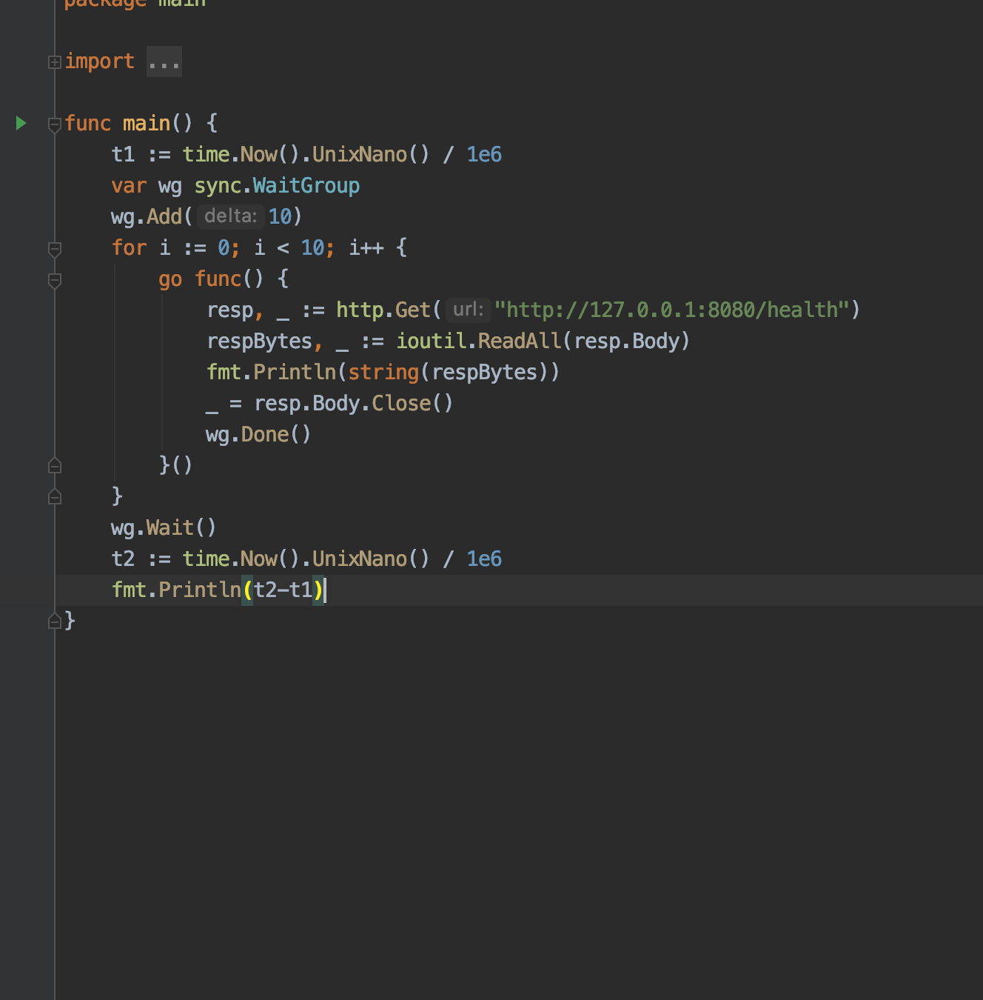 package main
import ...
func main() {
    t1 := time.Now().UnixNano() / 1e6
    var wg sync.WaitGroup
    wg.Add( delta: 10)
    for i := 0; i < 10; i++ {
        go func() {
            resp, _ := http.Get( url: "http://127.0.0.1:8080/health")
            respBytes, _ := ioutil.ReadAll(resp.Body)
            fmt.Println(string(respBytes))
            _ = resp.Body.Close()
            wg.Done()
        }()
    }
    wg.Wait()
    t2 := time.Now().UnixNano() / 1e6
    fmt.Println(t2-t1)
}